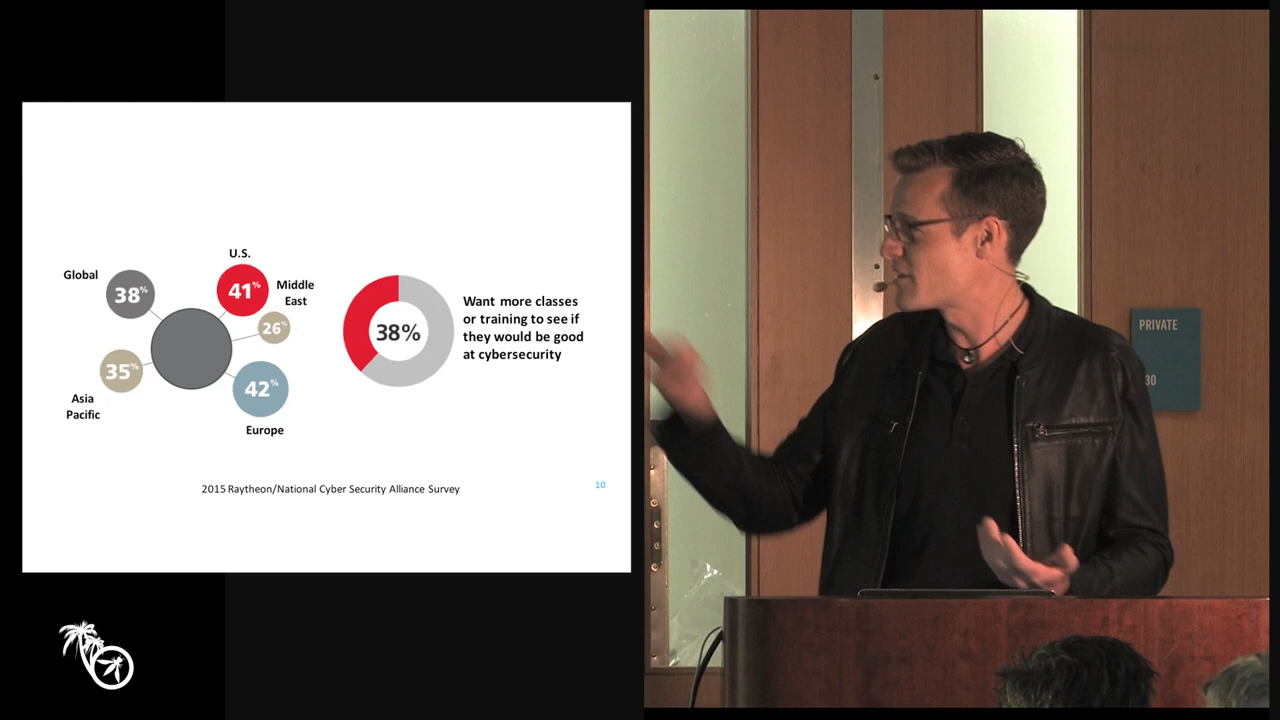 U.S.
Global
Middle
East
38%
41%
26%
35%
42%
Asia
Pacific
Europe
38%
Want more classes
or training to see if
they would be good
at cybersecurity
2015 Raytheon/National Cyber Security Alliance Survey
10
PRIVATE
30